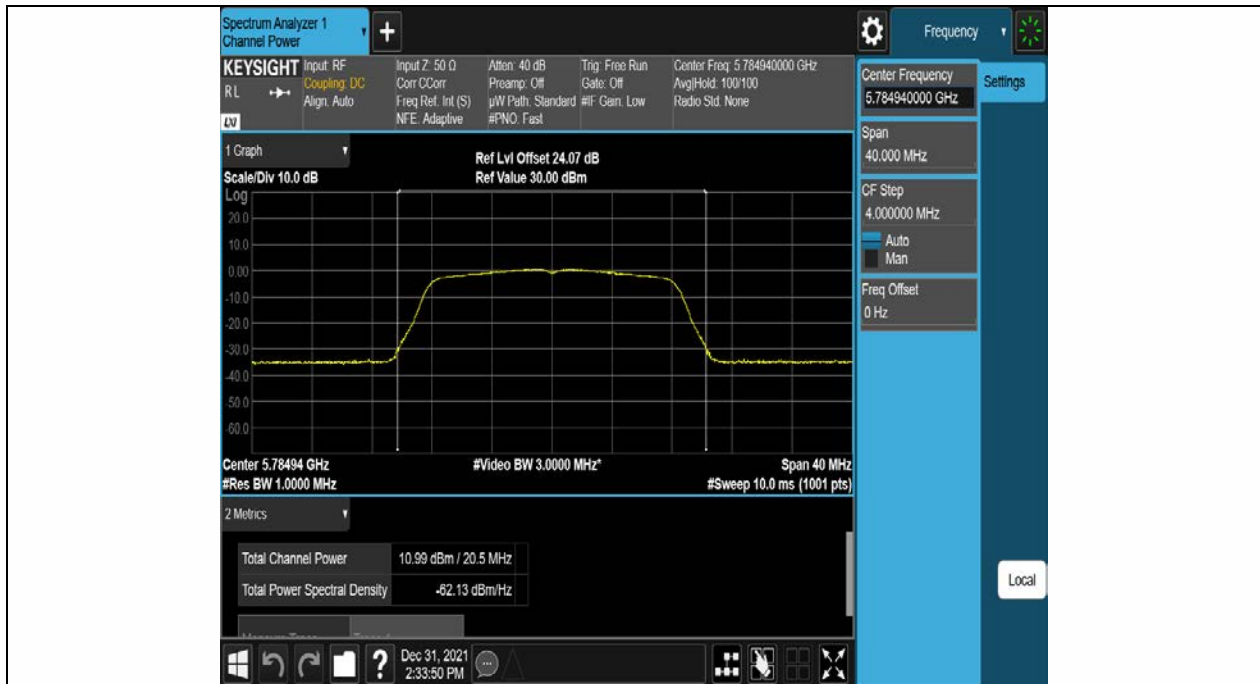 Spectrum Analyzer 1
Channel Power
+
Frequency
KEYSIGHT
RL
LXI
Input: RF
Coupling: DC
Align: Auto
Input Z: 50 Ω
Corr CCorr
Freq Ref: Int (S)
NFE: Adaptive
Atten: 40 dB
Preamp: Off
µW Path: Standard
#PNO: Fast
Trig: Free Run
Gate: Off
#IF Gain: Low
Center Freq: 5.784940000 GHz
Avg|Hold: 100/100
Radio Std: None
Center Frequency
5.784940000 GHz
Settings
Span
40.000 MHz
CF Step
4.000000 MHz
Auto
Man
Freq Offset
0 Hz
Local
1 Graph
Scale/Div 10.0 dB
Ref Lvl Offset 24.07 dB
Ref Value 30.00 dBm
Log
20.0
10.0
0.00
-10.0
-20.0
-30.0
-40.0
-50.0
-60.0
Center 5.78494 GHz
#Video BW 3.0000 MHz*
Span 40 MHz
#Res BW 1.0000 MHz
#Sweep 10.0 ms (1001 pts)
2 Metrics
Total Channel Power 10.99 dBm / 20.5 MHz
Total Power Spectral Density -62.13 dBm/Hz
?
Dec 31, 2021
2:33:50 PM